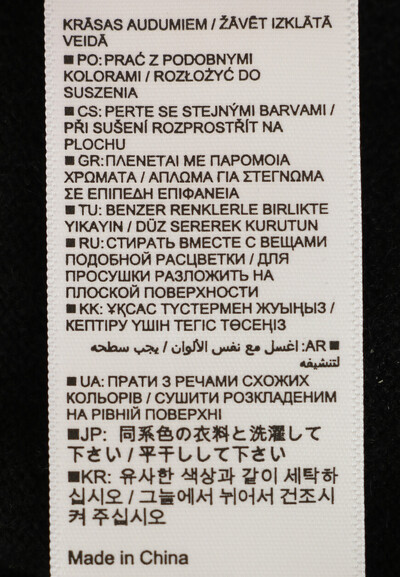 KRĀSAS AUDUMIEM / ŽĀVĒT IZKLĀTĀ
VEIDĀ
■ PO: PRAĆ Z PODOBNYMI
KOLORAMI / ROZŁOŻYĆ DO
SUSZENIA
■ CS: PERTE SE STEJNÝMI BARVAMI /
PŘI SUŠENÍ ROZPROSTŘÍT NA
PLOCHU
■ GR: ΠΛΕΝΕΤΑΙ ΜΕ ΠΑΡΟΜΟΙΑ
ΧΡΩΜΑΤΑ / ΑΠΛΩΜΑ ΓΙΑ ΣΤΕΓΝΩΜΑ
ΣΕ ΕΠΙΠΕΔΗ ΕΠΙΦΑΝΕΙΑ
■ TU: BENZER RENKLERLE BIRLIKTE
YIKAYIN / DÜZ SEREREK KURUTUN
■ RU: СТИРАТЬ ВМЕСТЕ С ВЕЩАМИ
ПОДОБНОЙ РАСЦВЕТКИ / ДЛЯ
ПРОСУШКИ РАЗЛОЖИТЬ НА
ПЛОСКОЙ ПОВЕРХНОСТИ
■ KK: ҰҚСАС ТҮСТЕРМЕН ЖУЫҢЫЗ /
КЕПТІРУ ҮШІН ТЕГІС ТӨСЕҢІЗ
■ AR: اغسل مع نفس الألوان / يجب سطحه
لتنشيفه
■ UA: ПРАТИ З РЕЧАМИ СХОЖИХ
КОЛЬОРІВ / СУШИТИ РОЗКЛАДЕНИМ
НА РІВНІЙ ПОВЕРХНІ
■JP: 同系色の衣料と洗濯して
下さい / 平干しして下さい
■KR: 유사한 색상과 같이 세탁하
십시오 / 그늘에서 뉘어서 건조시
켜 주십시오
Made in China